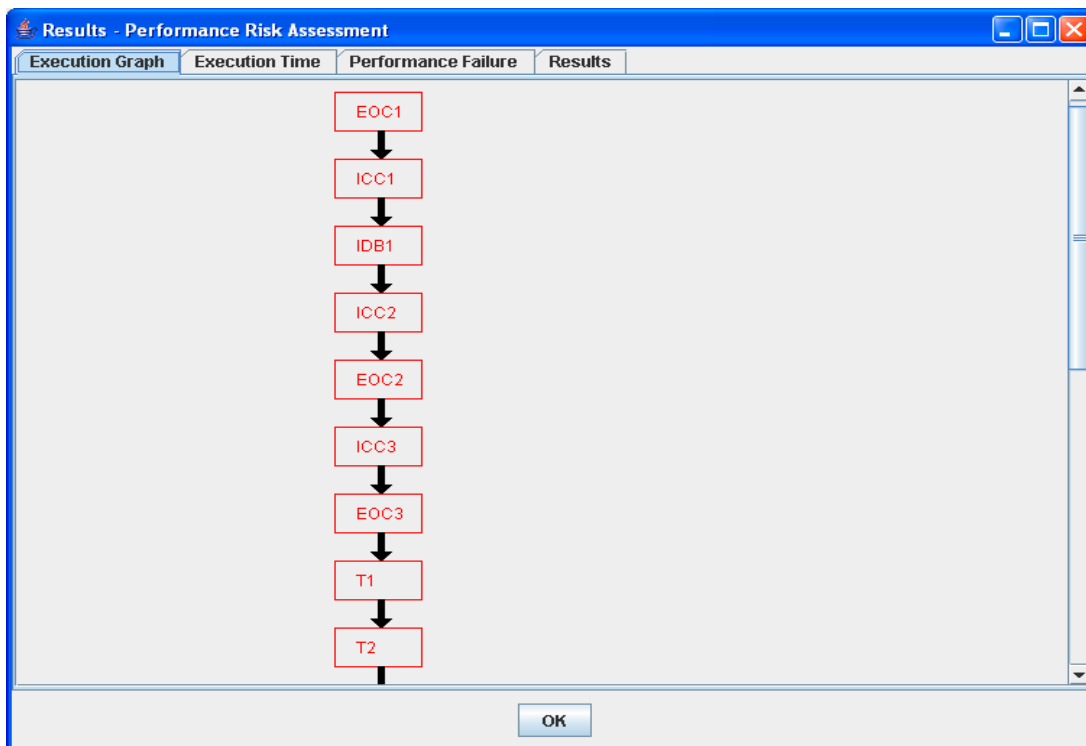 Results - Performance Risk Assessment
Execution Graph Execution Time Performance Failure Results
EOC1
ICC1
IDB1
ICC2
EOC2
ICC3
EOC3
T1
T2
OK